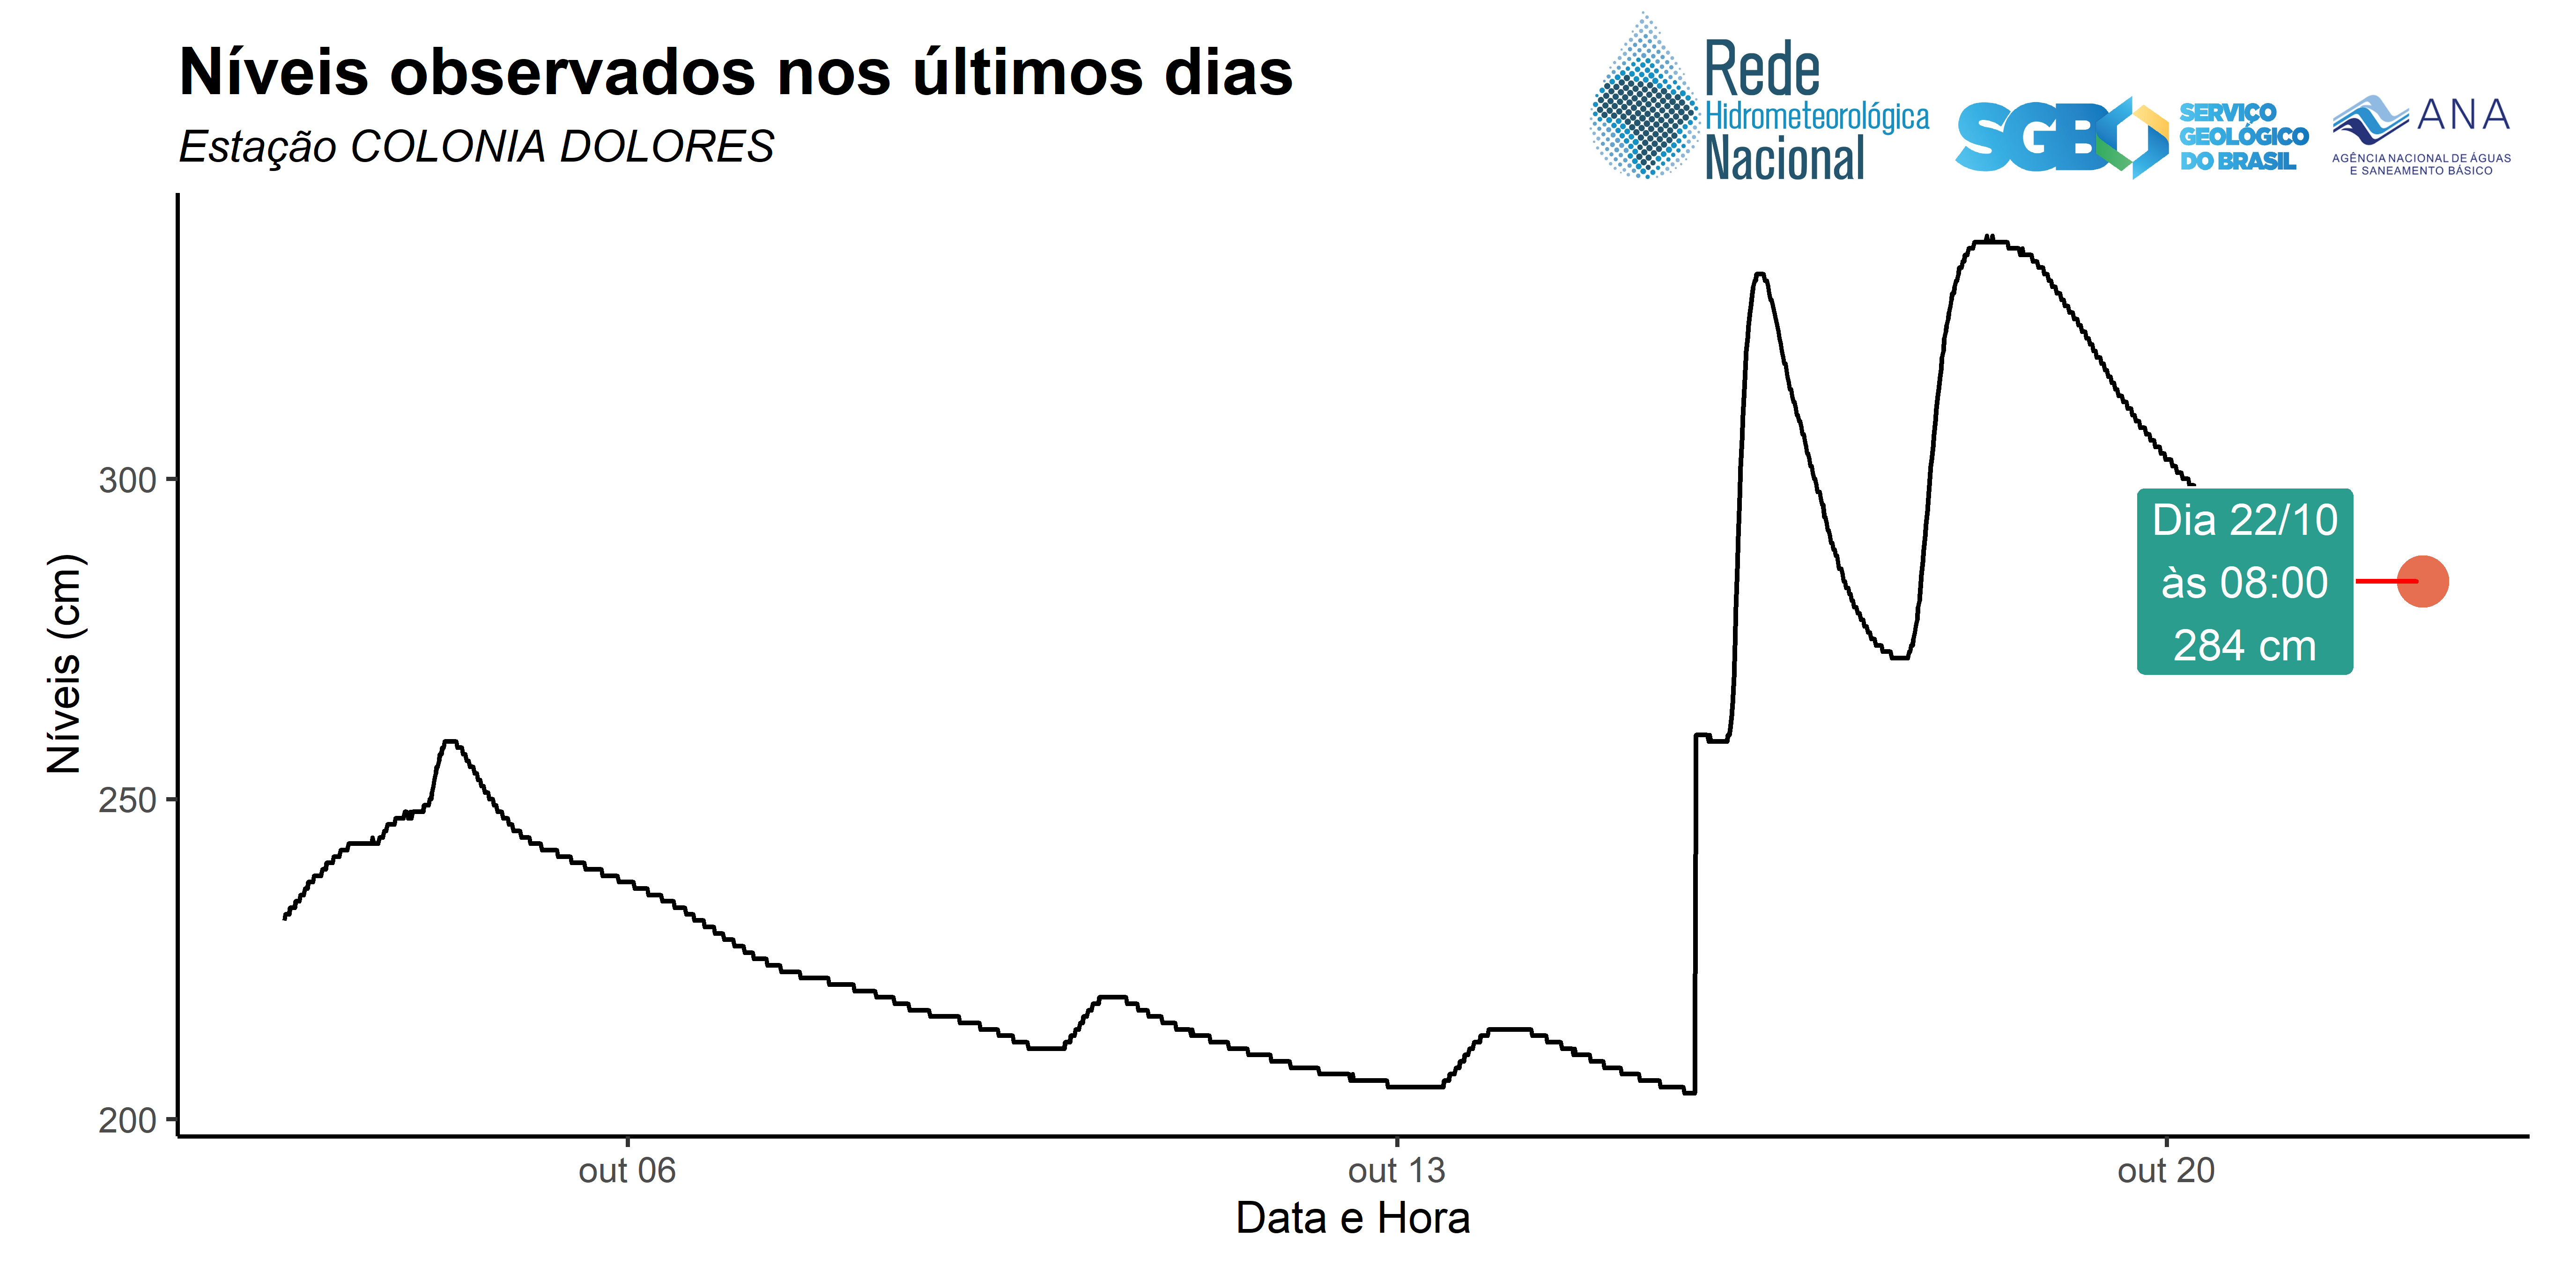 Níveis observados nos últimos dias
Estação COLONIA DOLORES
Rede
Hidrometeorológica
Nacional
SGB
SERVIÇO
GEOLÓGICO
DO BRASIL
ANA
AGÊNCIA NACIONAL DE ÁGUAS
E SANEAMENTO BÁSICO
Níveis (cm)
300
250
200
Dia 22/10
às 08:00
284 cm
out 06
out 13
out 20
Data e Hora